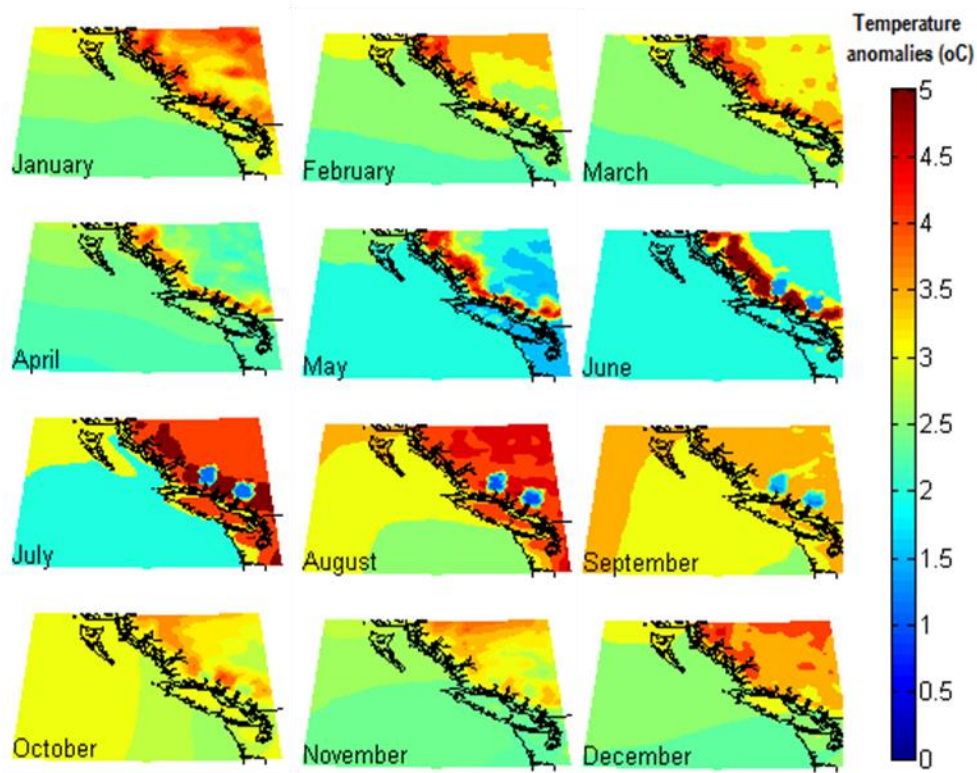 Temperature
anomalies (oC)
January
February
March
April
May
June
July
August
September
October
November
December
5
4.5
4
3.5
3
2.5
2
1.5
1
0.5
0